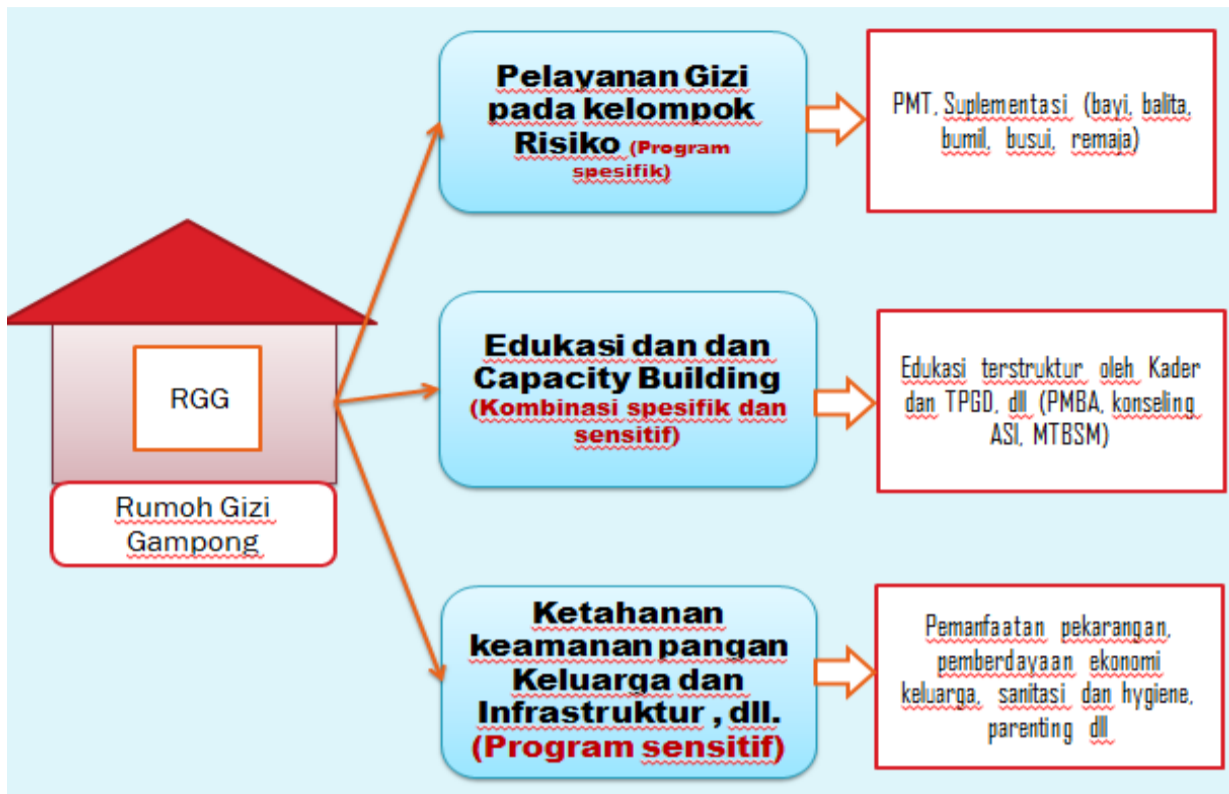 Pelayanan Gizi
pada kelompok
Risiko (Program
spesifik)
PMT, Suplementasi (bayi, balita,
bumil, busui, remaja)
RGG
Rumoh Gizi
Gampong
Edukasi dan dan
Capacity Building
(Kombinasi spesifik dan
sensitif)
Edukasi terstruktur oleh Kader
dan TPGD, dll (PMBA, konseling
ASI, MTBSM)
Ketahanan
keamanan pangan
Keluarga dan
Infrastruktur , dll.
(Program sensitif)
Pemanfaatan pekarangan,
pemberdayaan ekonomi
keluarga, sanitasi dan hygiene,
parenting dll